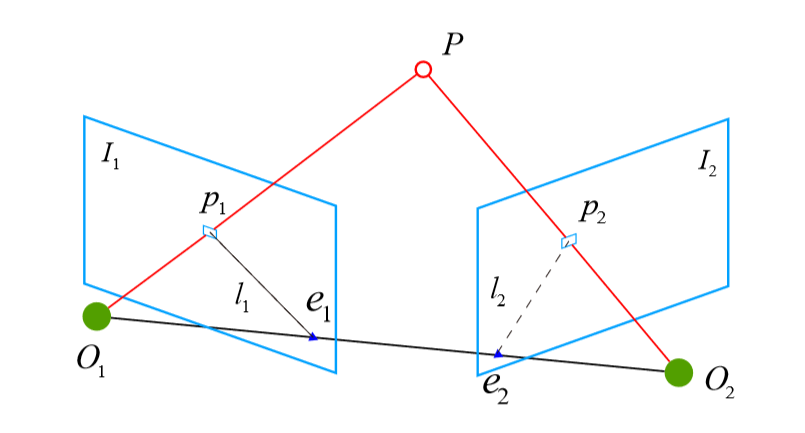 P
I₁
I₂
p₁
p₂
l₁
e₁
l₂
O₁
e₂
O₂